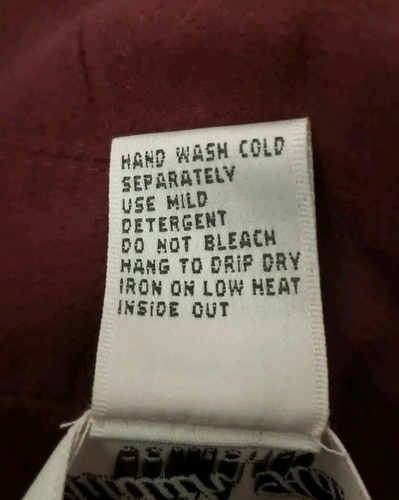 HAND WASH COLD
SEPARATELY
USE MILD
DETERGENT
DO NOT BLEACH
HANG TO DRIP DRY
IRON ON LOW HEAT
INSIDE OUT